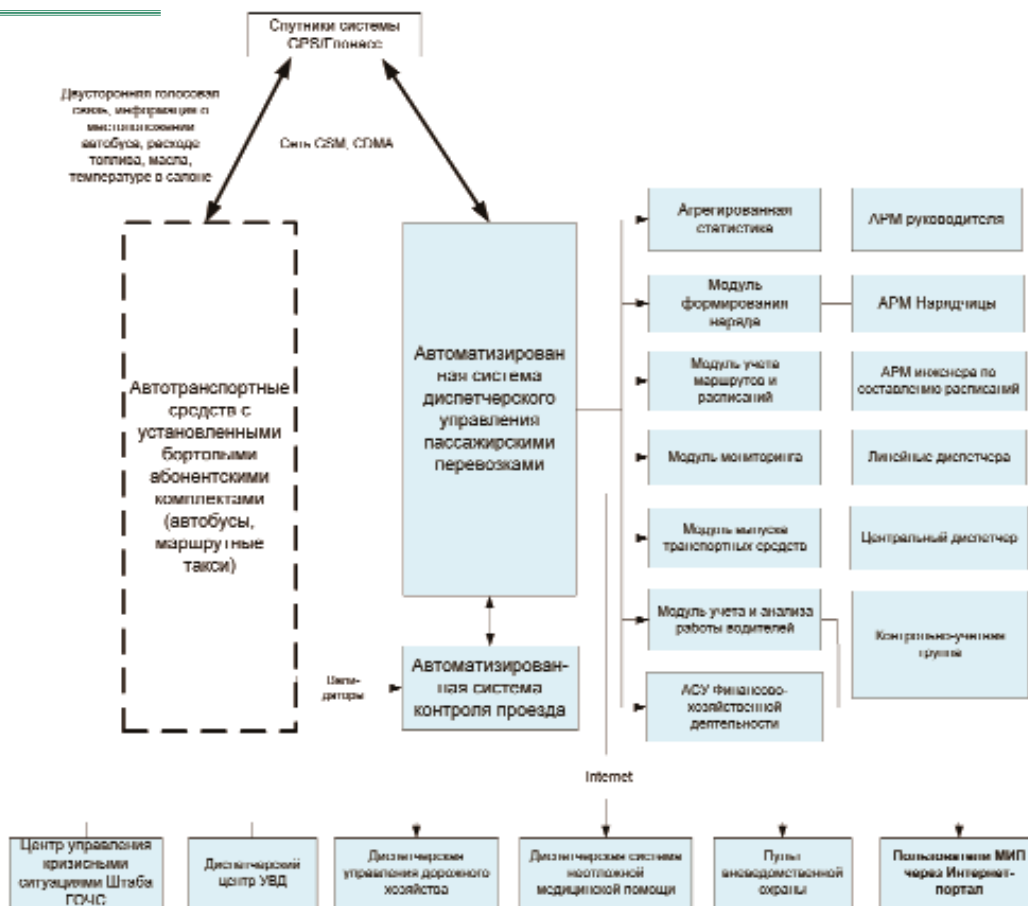 Спутники системы
GPS/Глонасс
Двусторонняя голосовая
связь, информация о
местоположении
автобуса, расходе
топлива, масла,
температуре в салоне
Сеть GSM, CDMA
Автотранспортные
средств с
установленными
бортовыми
абонентскими
комплектами
(автобусы,
маршрутные
такси)
Автоматизирован
ная система
диспетчерского
управления
пассажирскими
перевозками
Вали-
даторы
Автоматизирован-
ная система
контроля проезда
Агрегированная
статистика
АРМ руководителя
Модуль
формирования
наряда
АРМ Нарядчицы
Модуль учета
маршрутов и
расписаний
АРМ инженера по
составлению расписаний
Модуль мониторинга
Линейные диспетчера
Модуль выпуска
транспортных средств
Центральный диспетчер
Модуль учета и анализа
работы водителей
Контрольно-учетная
группа
АСУ Финансово-
хозяйственной
деятельности
Internet
Центр управления
кризисными
ситуациями Штаба
ГОЧС
Диспетчерский
центр УВД
Диспетчерская
управления дорожного
хозяйства
Диспетчерская система
неотложной
медицинской помощи
Пульт
вневедомственной
охраны
Пользователи МИП
через Интернет-
портал